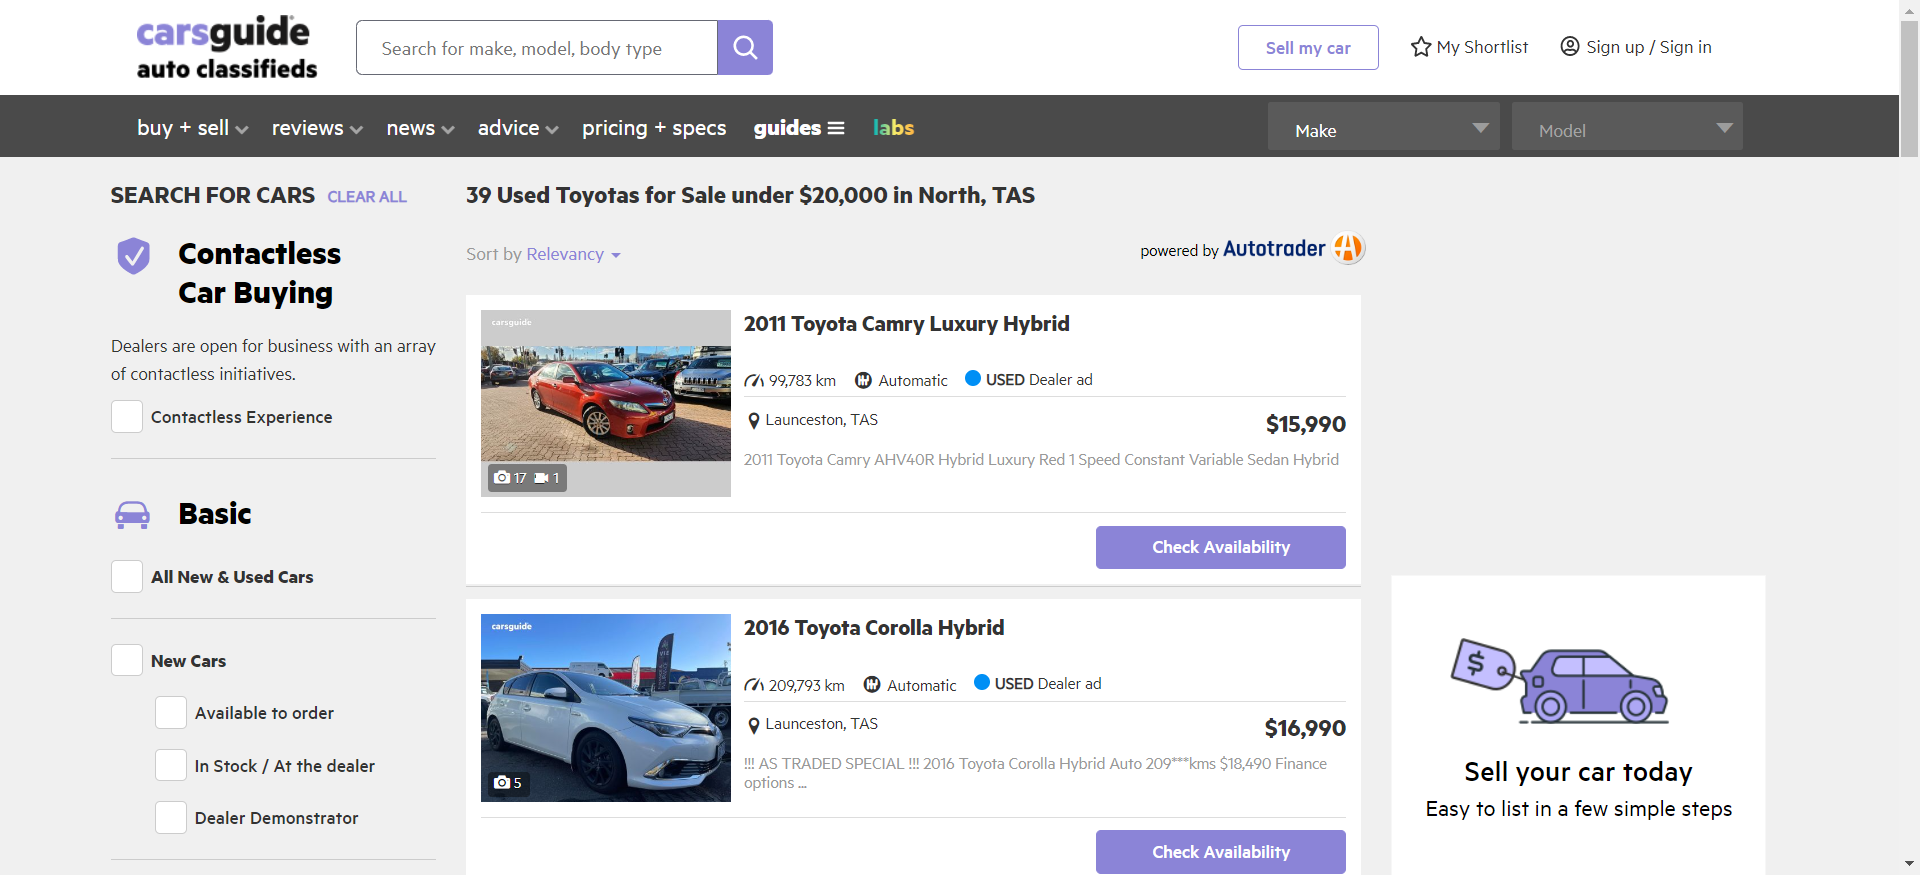 carsguide
auto classifieds
Search for make, model, body type
Sell my car
My Shortlist
Sign up / Sign in
buy + sell
reviews
news
advice
pricing + specs
guides
labs
Make
Model
SEARCH FOR CARS CLEAR ALL
Contactless
Car Buying
Dealers are open for business with an array
of contactless initiatives.
Contactless Experience
Basic
All New & Used Cars
New Cars
Available to order
In Stock / At the dealer
Dealer Demonstrator
39 Used Toyotas for Sale under $20,000 in North, TAS
Sort by Relevancy
powered by Autotrader
carsguide
17 1
2011 Toyota Camry Luxury Hybrid
99,783 km Automatic USED Dealer ad
Launceston, TAS
$15,990
2011 Toyota Camry AHV40R Hybrid Luxury Red 1 Speed Constant Variable Sedan Hybrid
Check Availability
carsguide
5
2016 Toyota Corolla Hybrid
209,793 km Automatic USED Dealer ad
Launceston, TAS
$16,990
!!! AS TRADED SPECIAL !!! 2016 Toyota Corolla Hybrid Auto 209***kms $18,490 Finance
options ...
Check Availability
$
Sell your car today
Easy to list in a few simple steps